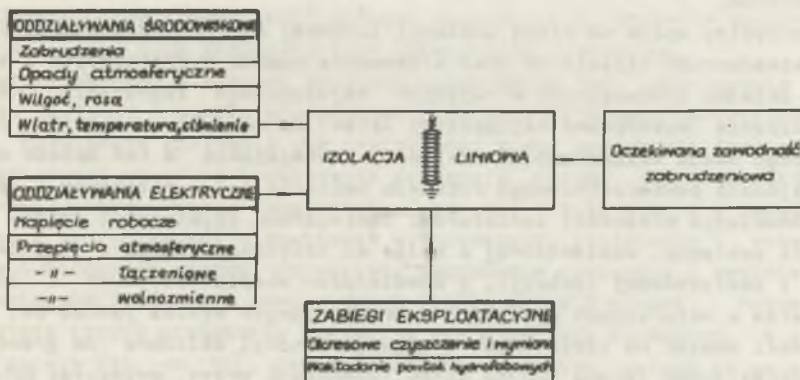 ODDZIAŁYWANIA ŚRODOWISKOWE
Zabrudzenia
Opady atmosferyczne
Wilgoć, rosa
Wiatr, temperatura, ciśnienie
IZOLACJA LINIOWA
Oczekiwana zawodność
zabrudzeniowa
ODDZIAŁYWANIA ELEKTRYCZNE
Napięcie robocze
Przepięcia atmosferyczne
-"- łączeniowe
-"- wolnozmienne
ZABIEGI EKSPLOATACYJNE
Okresowe czyszczenie i wymiana
Nakładanie powłok hydrofobowych